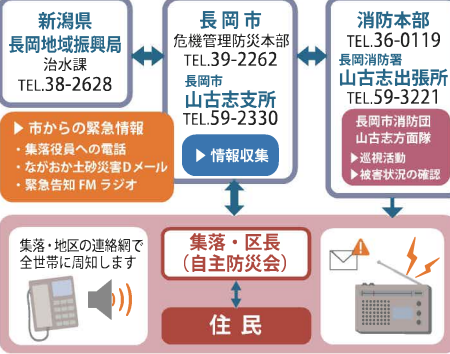 新潟県
長岡地域振興局
治水課
TEL.38-2628
長岡市
危機管理防災本部
TEL.39-2262
長岡市
山古志支所
TEL.59-2330
▶情報収集
消防本部
TEL.36-0119
長岡消防署
山古志出張所
TEL.59-3221
長岡市消防団
山古志方面隊
▶巡視活動
▶被害状況の確認
▶市からの緊急情報
・集落役員への電話
・ながおか土砂災害Dメール
・緊急告知FMラジオ
集落・地区の連絡網で
全世帯に周知します
集落・区長
（自主防災会）
住民